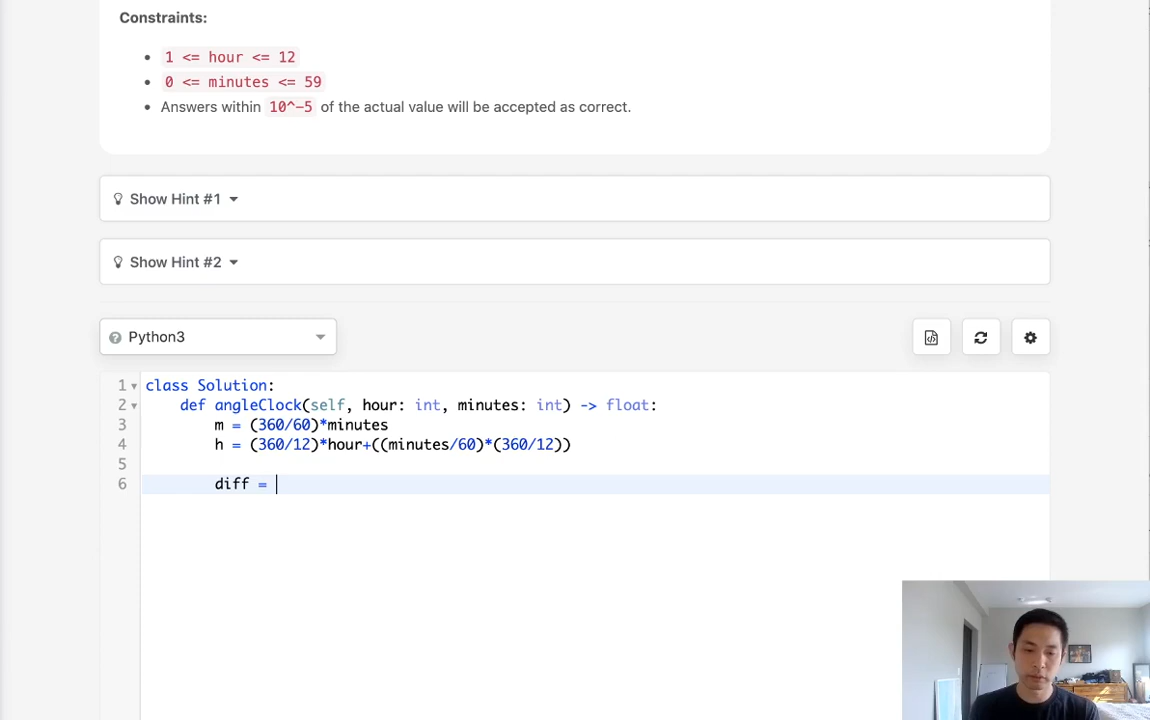 Constraints:
1 <= hour <= 12
0 <= minutes <= 59
Answers within 10^-5 of the actual value will be accepted as correct.
Show Hint #1
Show Hint #2
Python3
1 class Solution:
2 def angleClock(self, hour: int, minutes: int) -> float:
3 m = (360/60)*minutes
4 h = (360/12)*hour+((minutes/60)*(360/12))
5
6 diff =